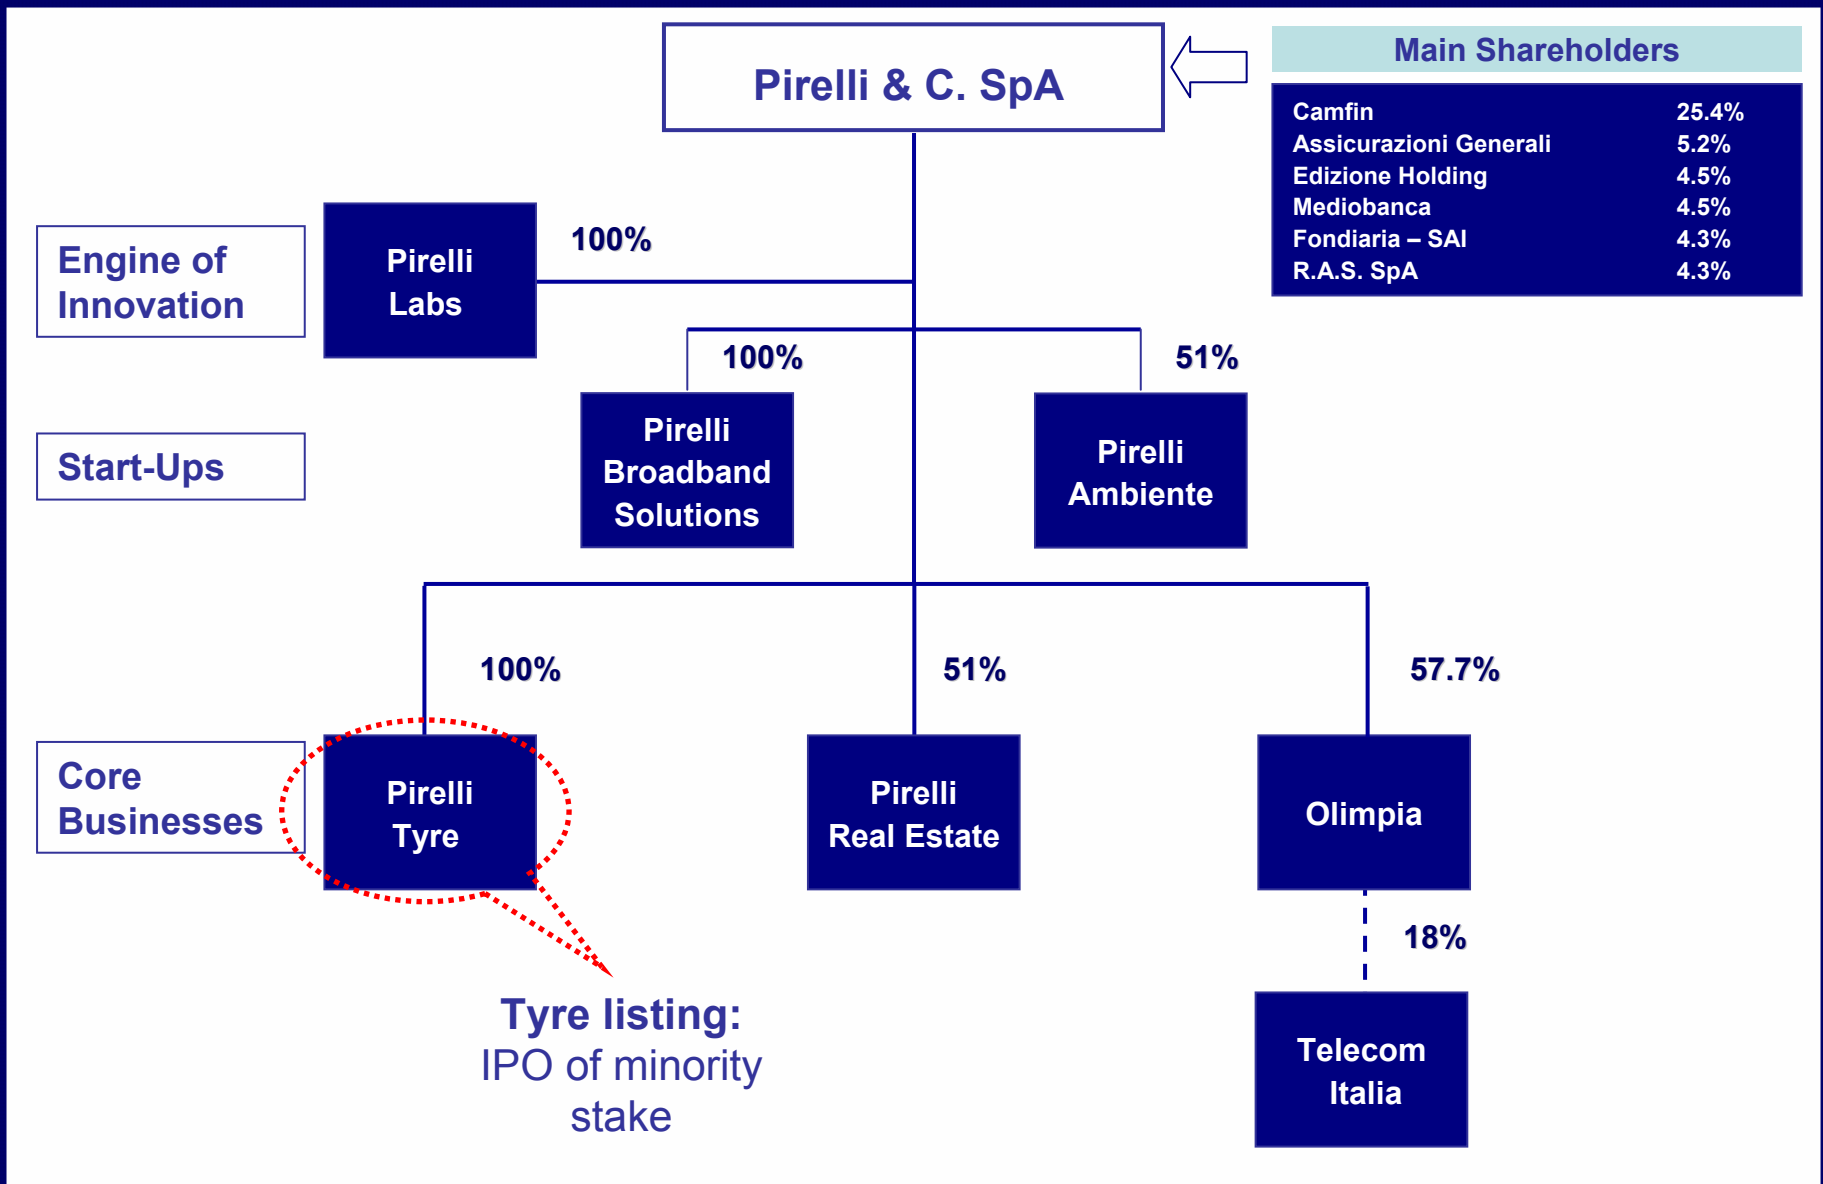 Pirelli & C. SpA
Main Shareholders
Camfin 25.4%
Assicurazioni Generali 5.2%
Edizione Holding 4.5%
Mediobanca 4.5%
Fondiaria – SAI 4.3%
R.A.S. SpA 4.3%
Engine of
Innovation
Pirelli
Labs
100%
100%
51%
Start-Ups
Pirelli
Broadband
Solutions
Pirelli
Ambiente
100%
51%
57.7%
Core
Businesses
Pirelli
Tyre
Pirelli
Real Estate
Olimpia
18%
Tyre listing:
IPO of minority
stake
Telecom
Italia